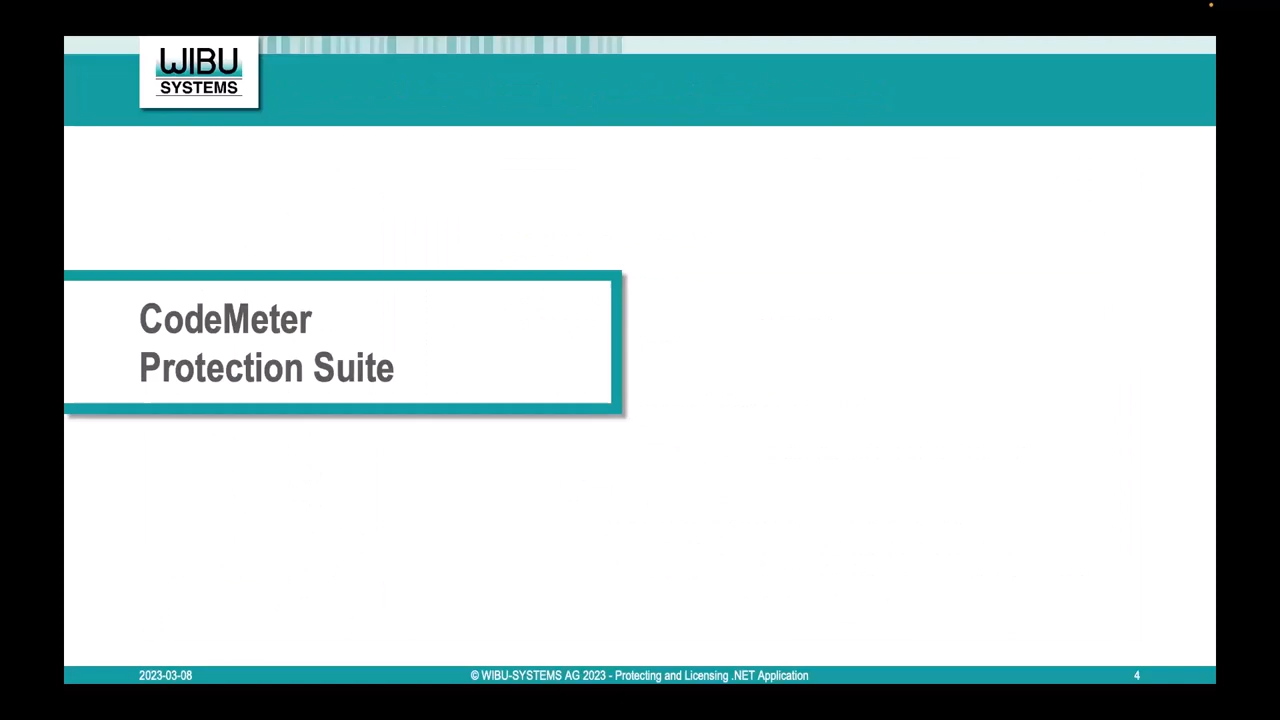 WIBU
SYSTEMS
CodeMeter
Protection Suite
2023-03-08
© WIBU-SYSTEMS AG 2023 - Protecting and Licensing .NET Application
4